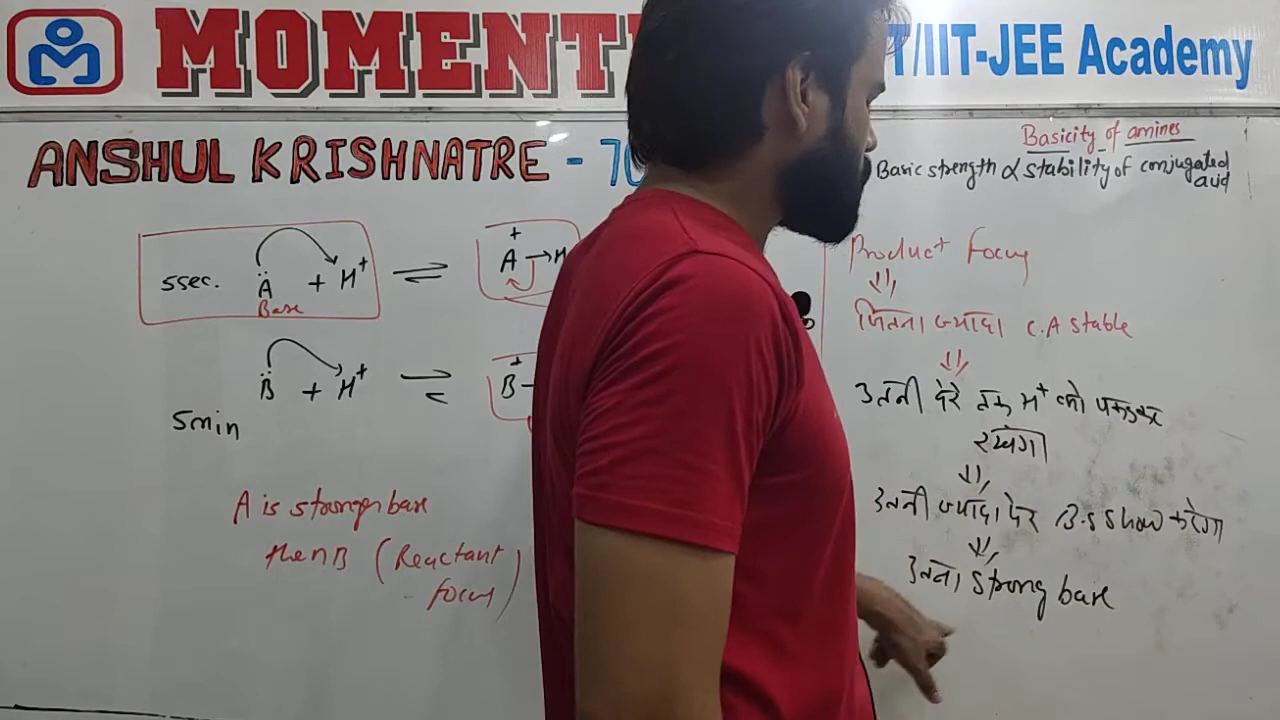 MOMENT
T/IIT-JEE Academy
ANSHUL KRISHNATRE - 70
Basicity of amines
Basic strength ∝ stability of conjugated
acid
5sec. Ä + H⁺ ⇌ A⁺→H
Base
B̈ + H⁺ ⇌ B⁺-
5min
A is stronger base
then B (Reactant
focus)
Product Focus
जितना ज्यादा C.A stable
उतनी देर तक H⁺ को पकड़कर
रखेगा
उतनी ज्यादा देर B.S show करेगा
उतना strong base